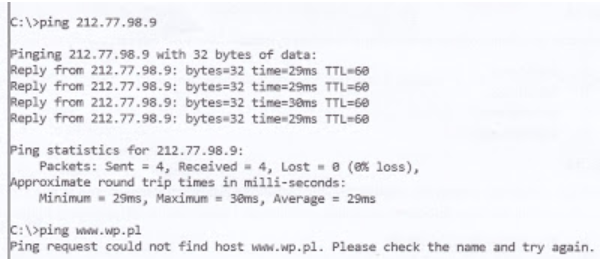 C:\>ping 212.77.98.9
Pinging 212.77.98.9 with 32 bytes of data:
Reply from 212.77.98.9: bytes=32 time=29ms TTL=60
Reply from 212.77.98.9: bytes=32 time=29ms TTL=60
Reply from 212.77.98.9: bytes=32 time=30ms TTL=60
Reply from 212.77.98.9: bytes=32 time=29ms TTL=60
Ping statistics for 212.77.98.9:
Packets: Sent = 4, Received = 4, Lost = 0 (0% loss),
Approximate round trip times in milli-seconds:
Minimum = 29ms, Maximum = 30ms, Average = 29ms
C:\>ping www.wp.pl
Ping request could not find host www.wp.pl. Please check the name and try again.